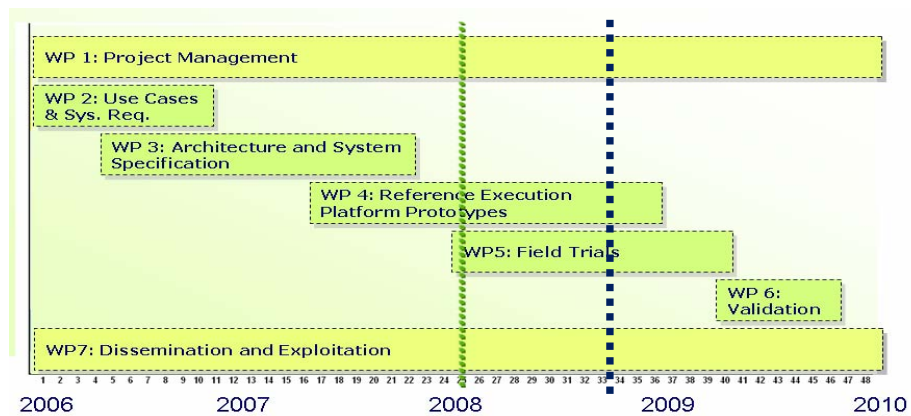 WP 1: Project Management
WP 2: Use Cases
& Sys. Req.
WP 3: Architecture and System
Specification
WP 4: Reference Execution
Platform Prototypes
WP5: Field Trials
WP 6:
Validation
WP7: Dissemination and Exploitation
1 2 3 4 5 6 7 8 9 10 11 12 13 14 15 16 17 18 19 20 21 22 23 24 25 26 27 28 29 30 31 32 33 34 35 36 37 38 39 40 41 42 43 44 45 46 47 48
2006 2007 2008 2009 2010